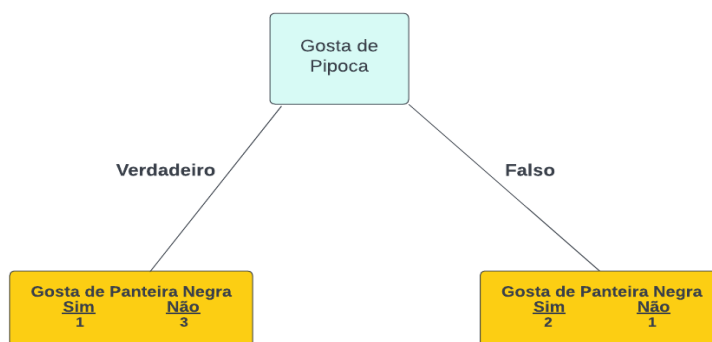 Gosta de
Pipoca
Verdadeiro
Falso
Gosta de Panteira Negra
Sim Não
1 3
Gosta de Panteira Negra
Sim Não
2 1